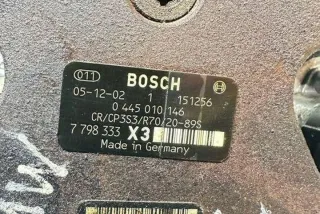 011 BOSCH
05-12-02 1 151256
0 445 010 146
CR/CP3S3/R70/20-89S
7 798 333 X3
Made in Germany